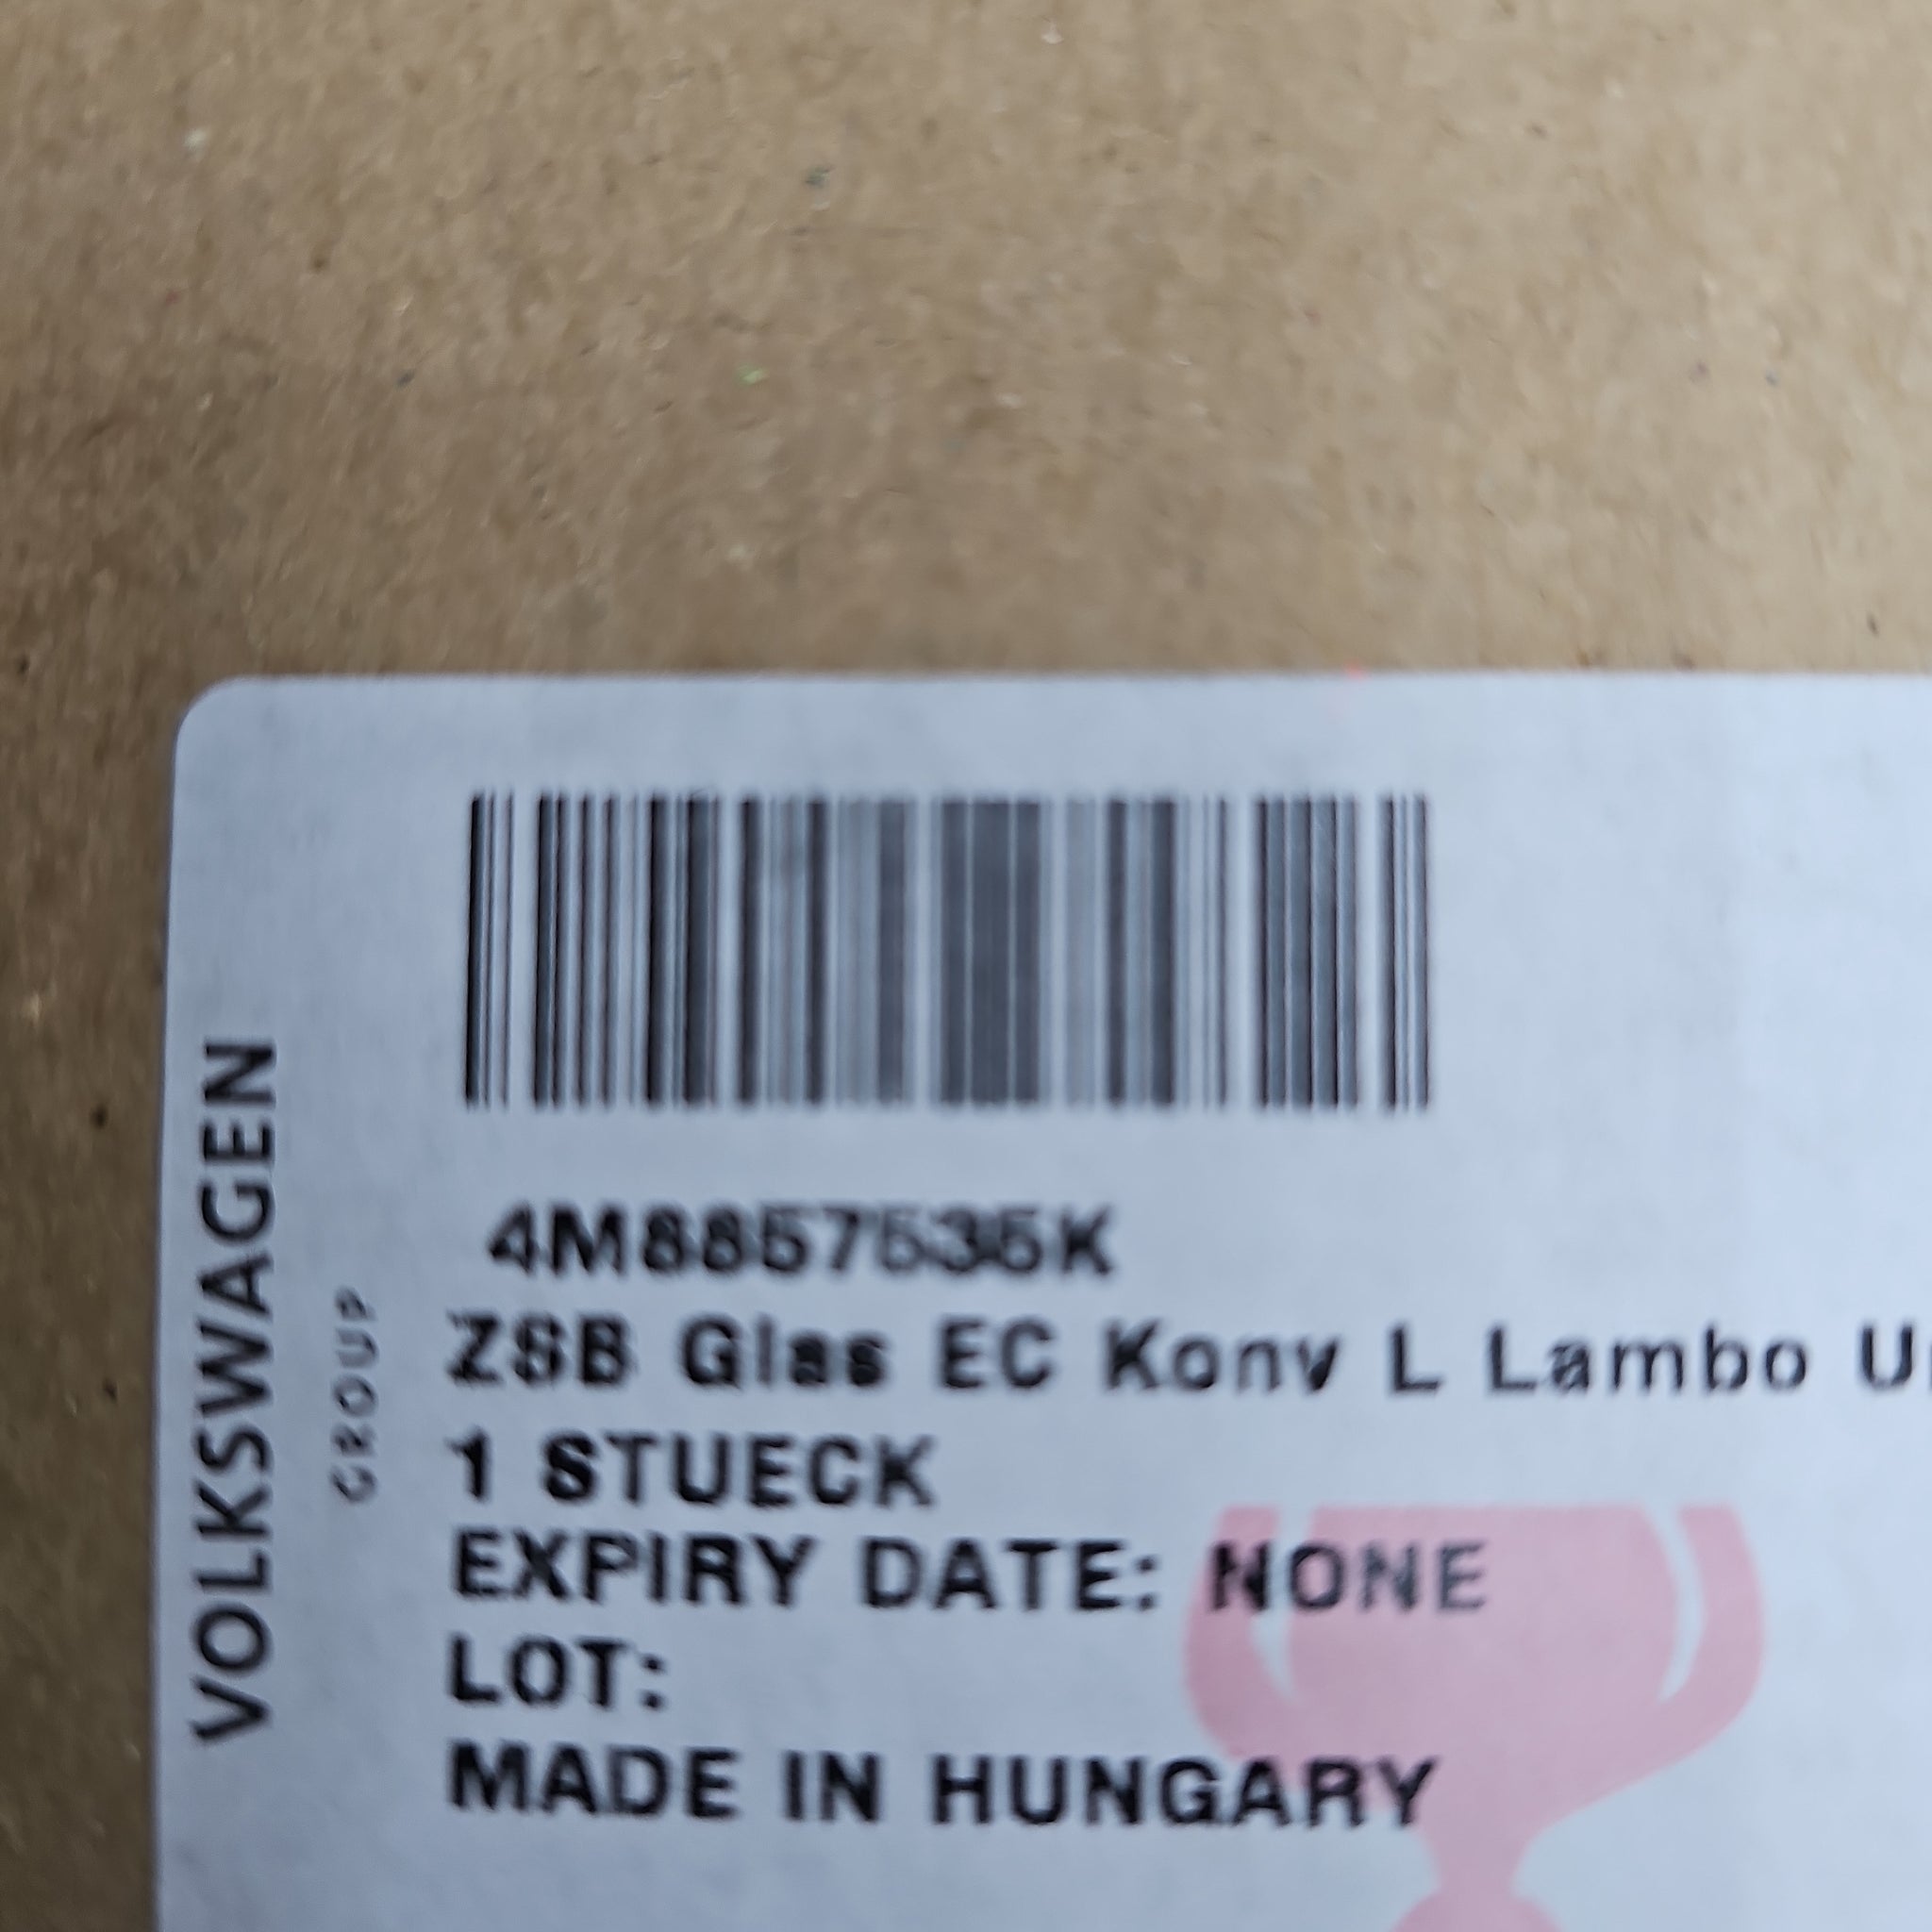 VOLKSWAGEN
GROUP
4M8857535K
ZSB Glas EC Konv L Lambo
1 STUECK
EXPIRY DATE: NONE
LOT:
MADE IN HUNGARY